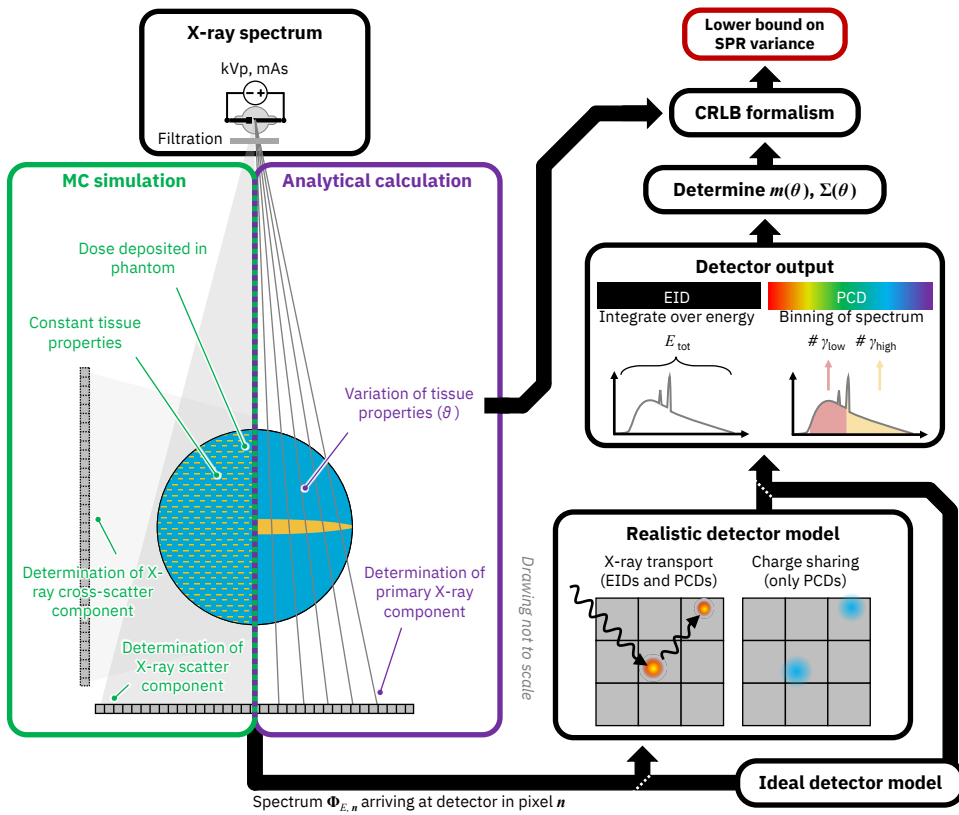 X-ray spectrum
kVp, mAs
Filtration
MC simulation
Analytical calculation
Dose deposited in
phantom
Constant tissue
properties
Variation of tissue
properties (θ)
Determination of X-
ray cross-scatter
component
Determination of
X-ray scatter
component
Determination of
primary X-ray
component
Drawing not to scale
Spectrum Φ_{E,n} arriving at detector in pixel n
Lower bound on
SPR variance
CRLB formalism
Determine m(θ), Σ(θ)
Detector output
EID
PCD
Integrate over energy
Binning of spectrum
E_tot
# γ_low # γ_high
Realistic detector model
X-ray transport
(EIDs and PCDs)
Charge sharing
(only PCDs)
Ideal detector model